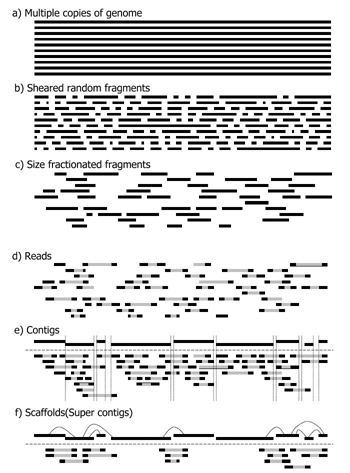 a) Multiple copies of genome
b) Sheared random fragments
c) Size fractionated fragments
d) Reads
e) Contigs
f) Scaffolds(Super contigs)